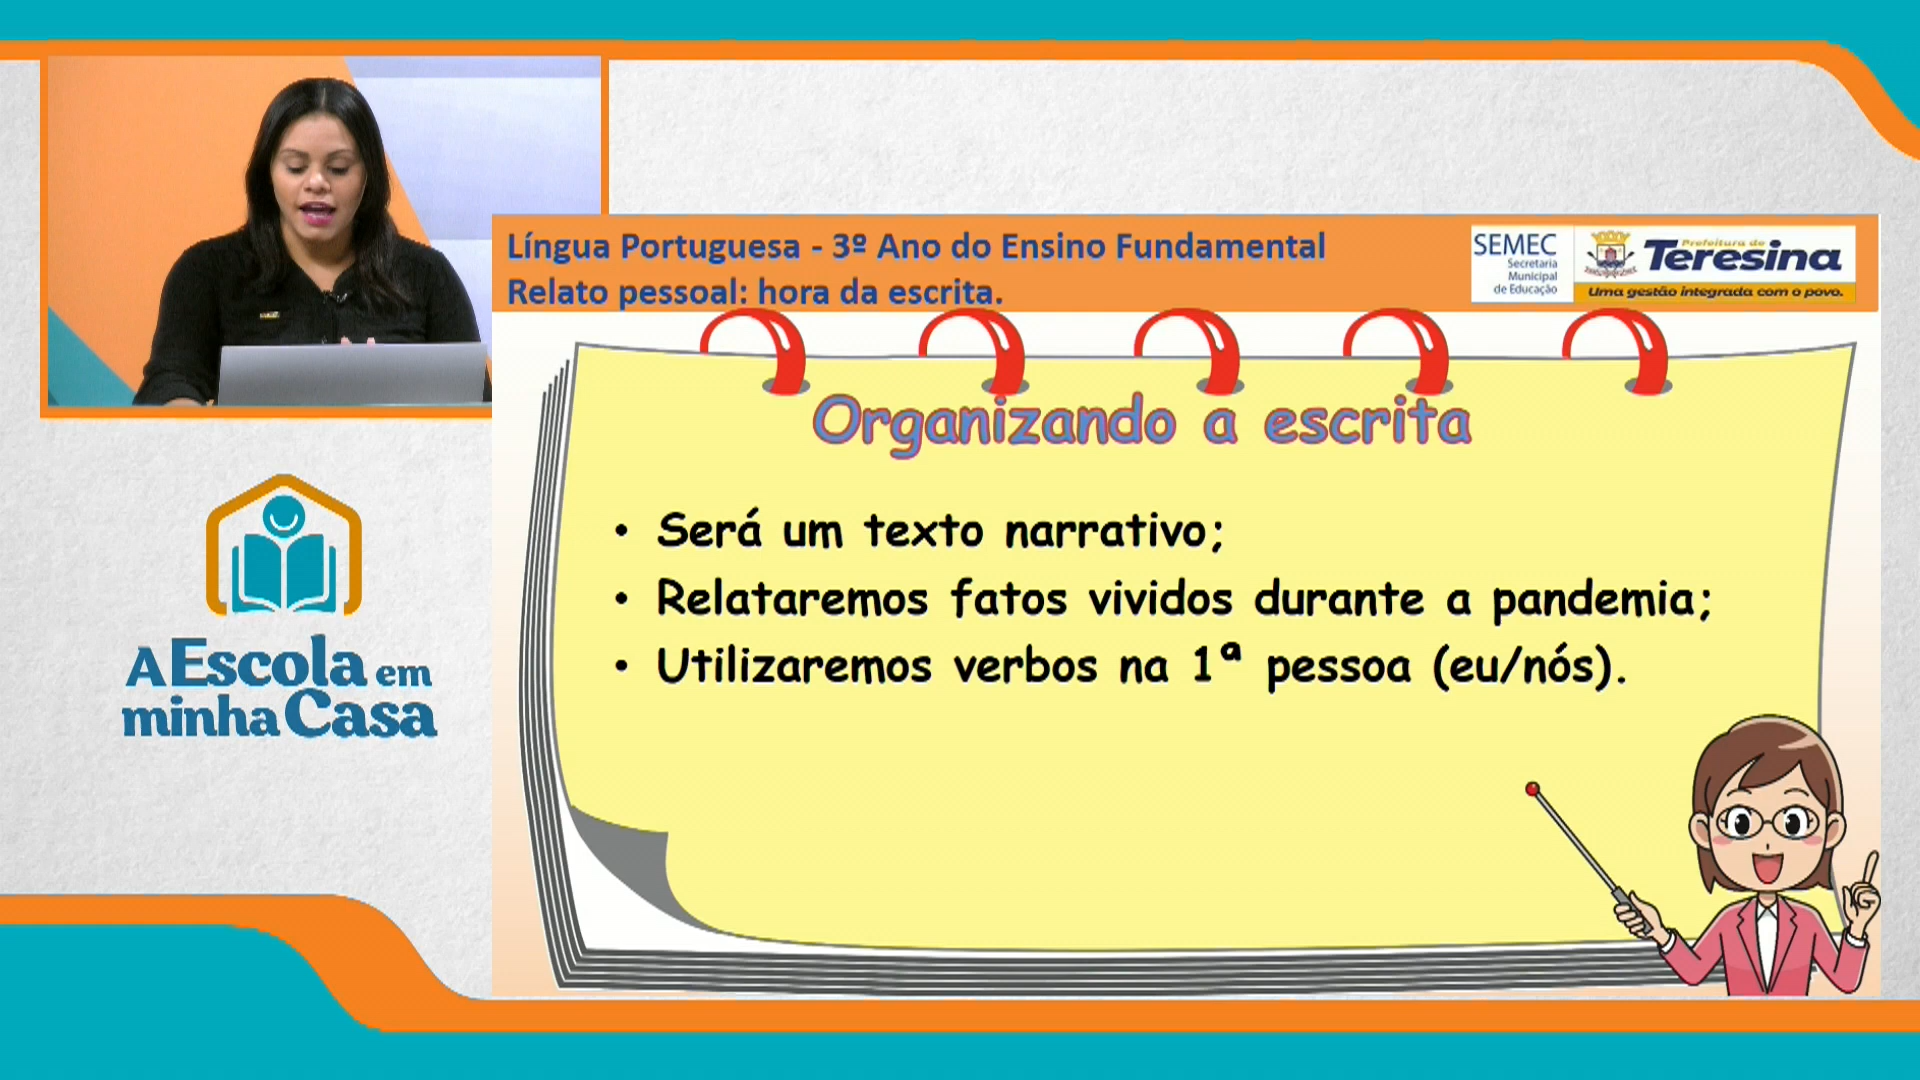 Língua Portuguesa - 3º Ano do Ensino Fundamental
Relato pessoal: hora da escrita.
SEMEC
Secretaria
Municipal
de Educação
Prefeitura de
Teresina
Uma gestão integrada com o povo.
Organizando a escrita
• Será um texto narrativo;
• Relataremos fatos vividos durante a pandemia;
• Utilizaremos verbos na 1ª pessoa (eu/nós).
A Escola em
minha Casa